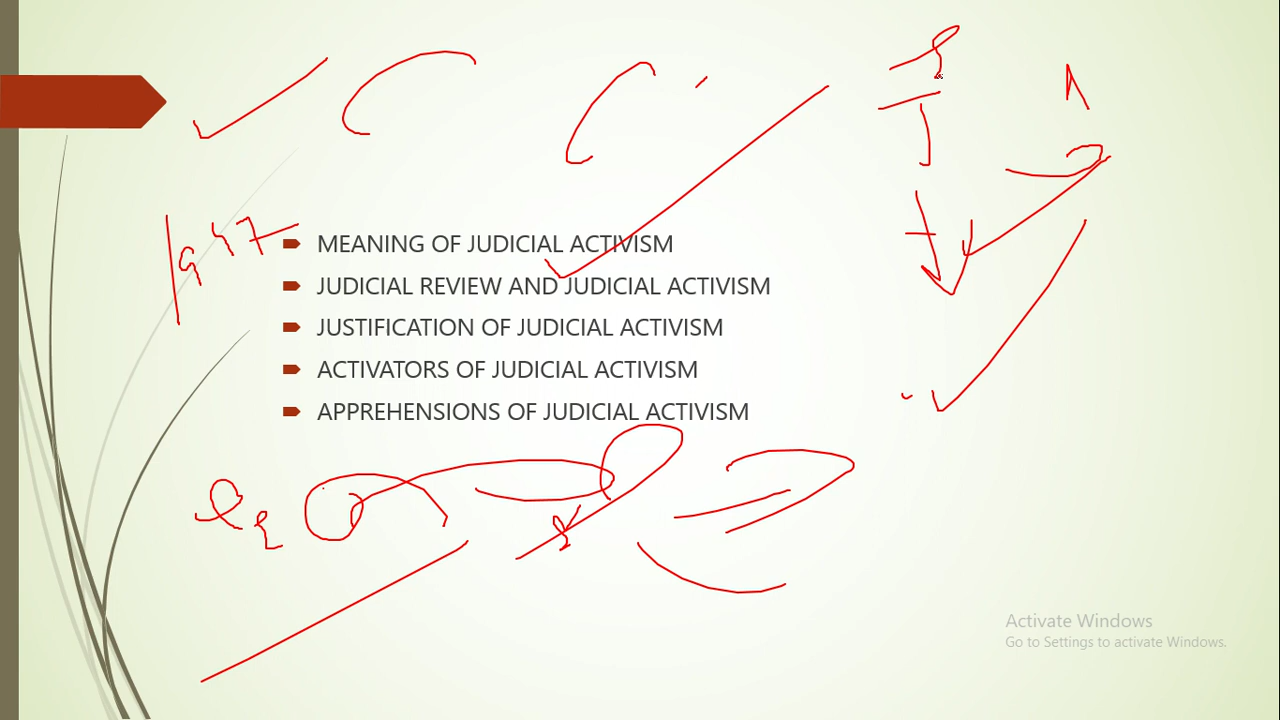 1947
MEANING OF JUDICIAL ACTIVISM
JUDICIAL REVIEW AND JUDICIAL ACTIVISM
JUSTIFICATION OF JUDICIAL ACTIVISM
ACTIVATORS OF JUDICIAL ACTIVISM
APPREHENSIONS OF JUDICIAL ACTIVISM
Activate Windows
Go to Settings to activate Windows.